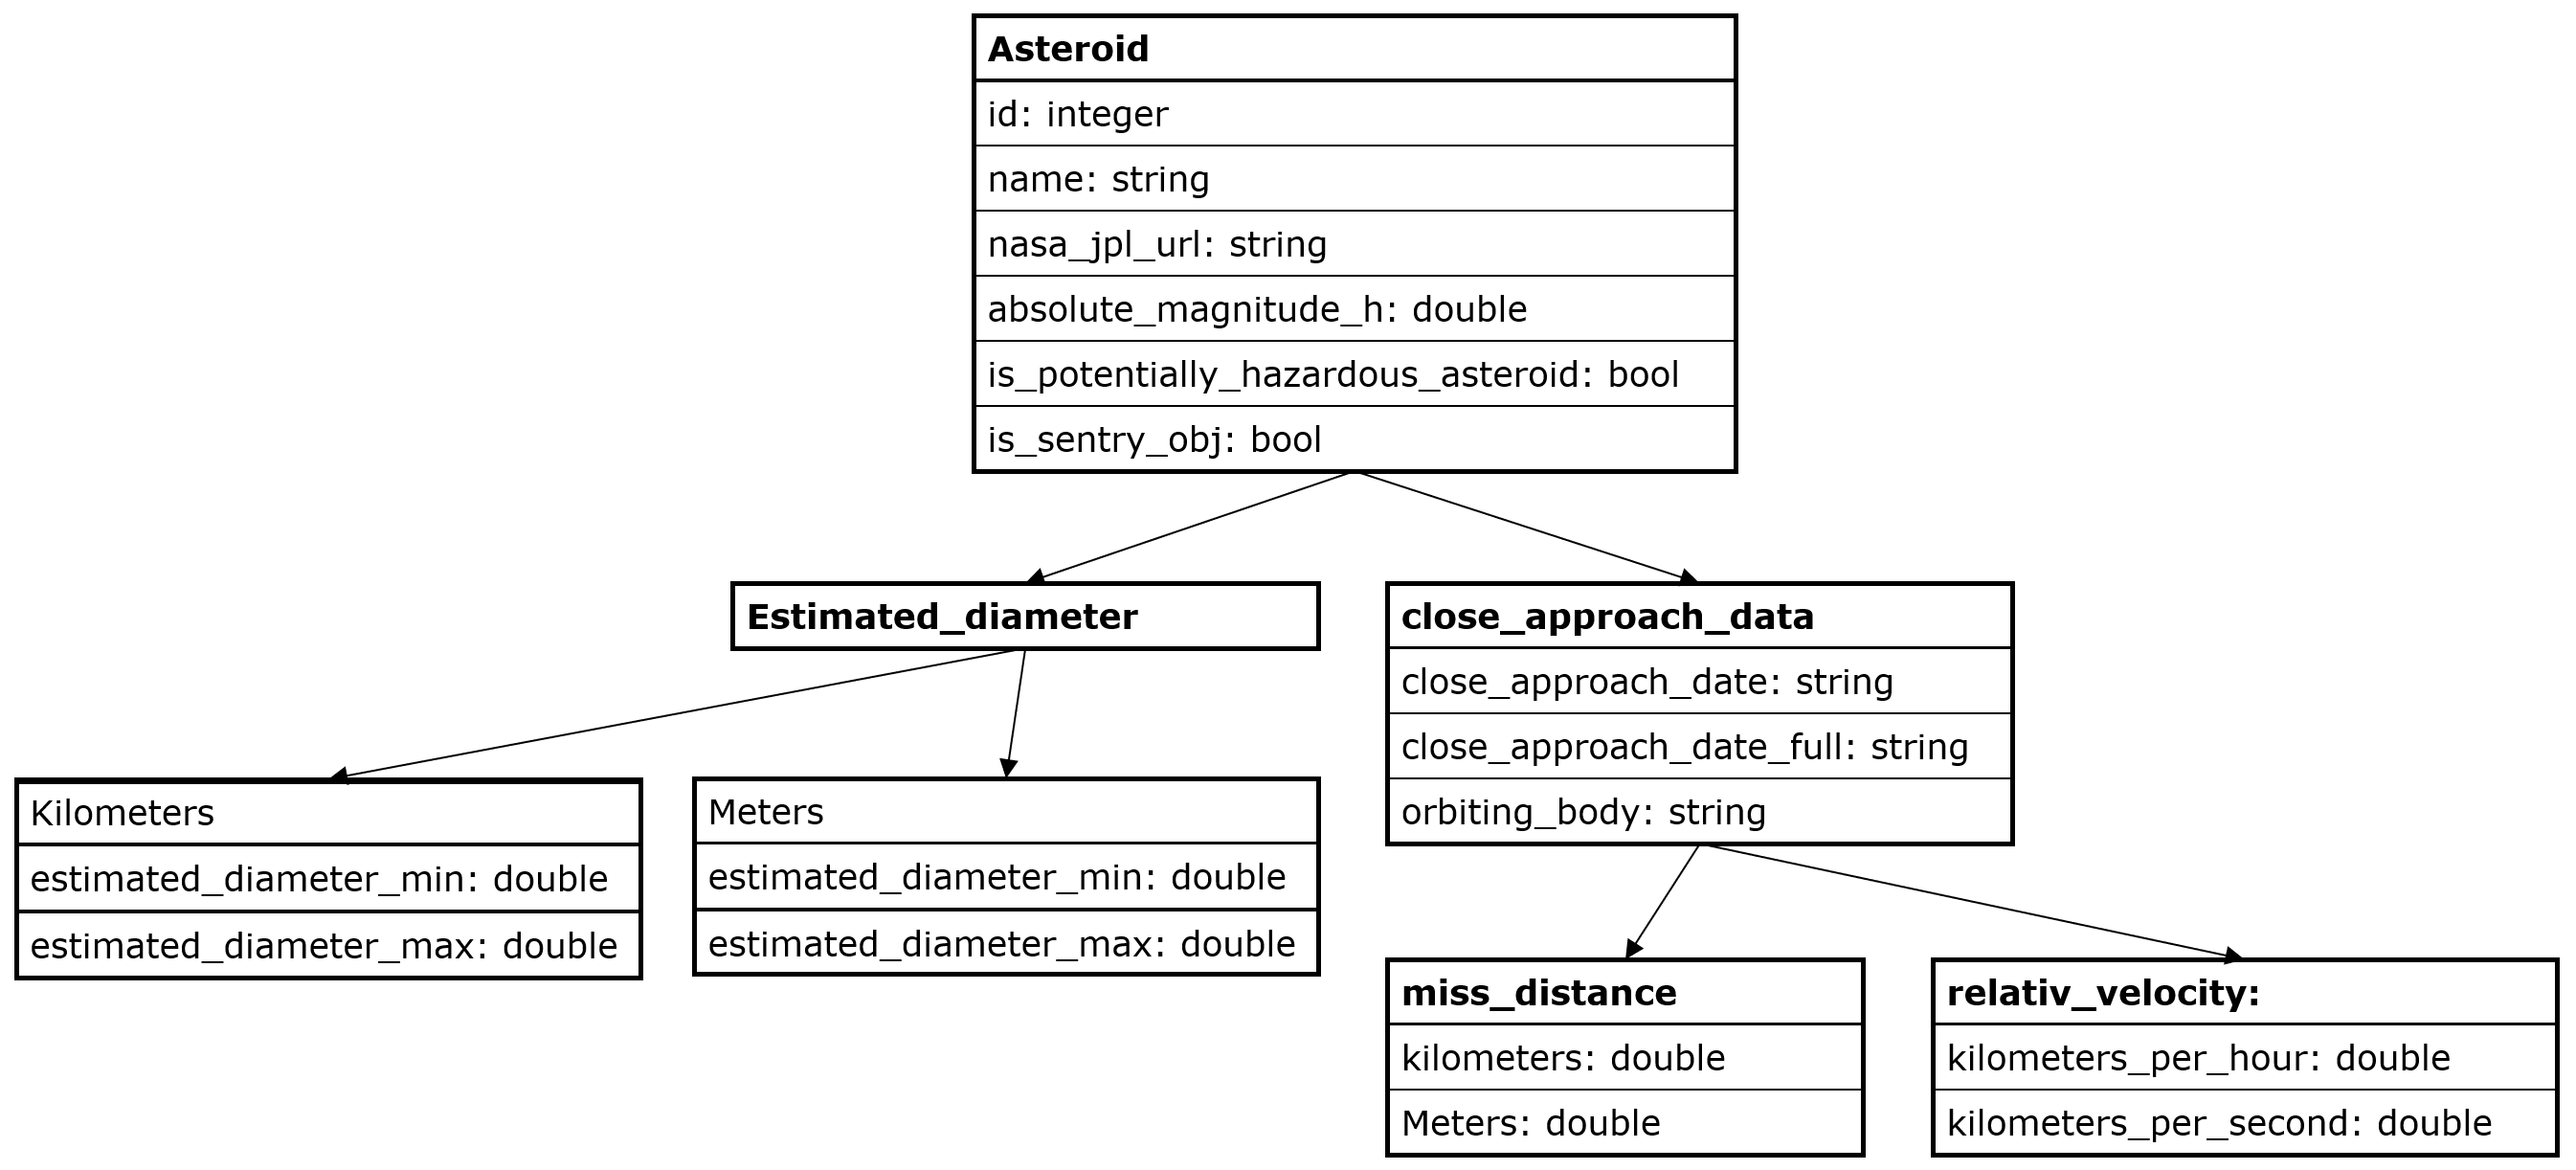 Asteroid
id: integer
name: string
nasa_jpl_url: string
absolute_magnitude_h: double
is_potentially_hazardous_asteroid: bool
is_sentry_obj: bool
Estimated_diameter
Kilometers
estimated_diameter_min: double
estimated_diameter_max: double
Meters
estimated_diameter_min: double
estimated_diameter_max: double
close_approach_data
close_approach_date: string
close_approach_date_full: string
orbiting_body: string
miss_distance
kilometers: double
Meters: double
relativ_velocity:
kilometers_per_hour: double
kilometers_per_second: double